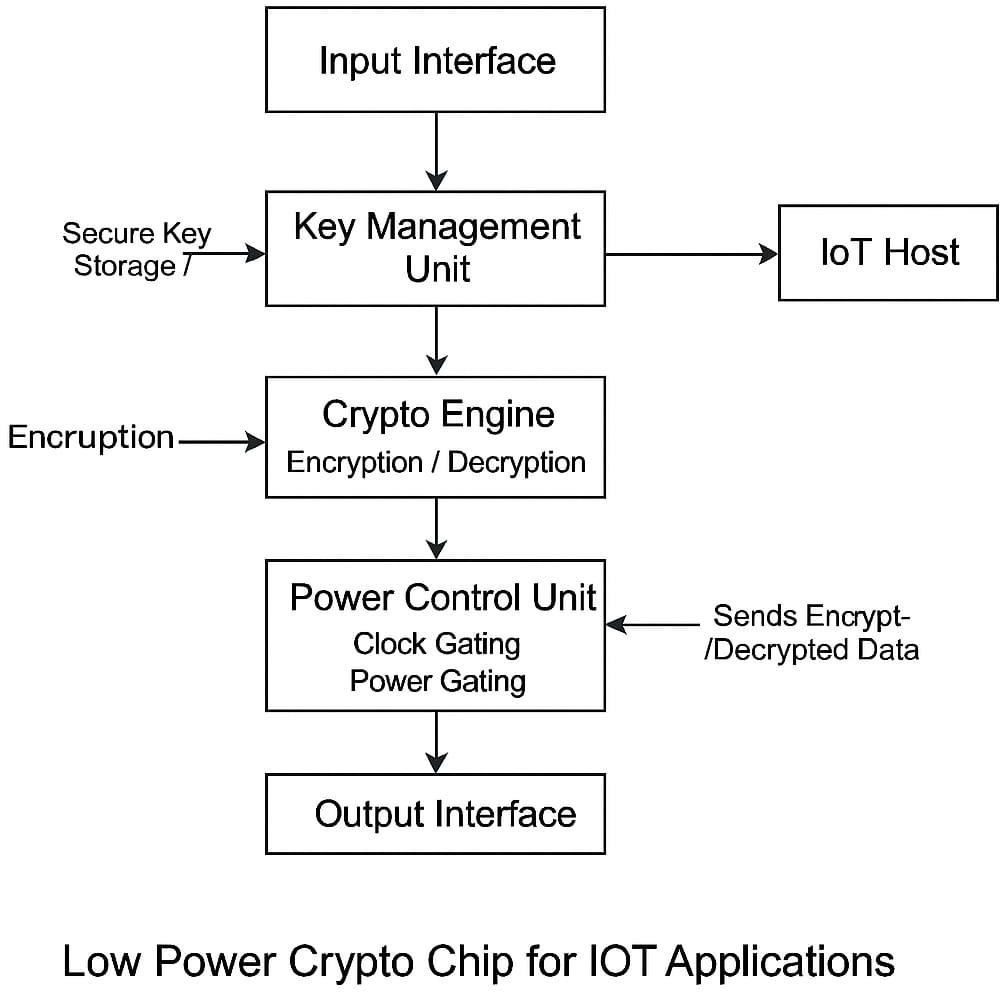 Input Interface
Secure Key
Storage /
Key Management
Unit
IoT Host
Encruption
Crypto Engine
Encryption / Decryption
Power Control Unit
Clock Gating
Power Gating
Sends Encrypt-
/Decrypted Data
Output Interface
Low Power Crypto Chip for IOT Applications